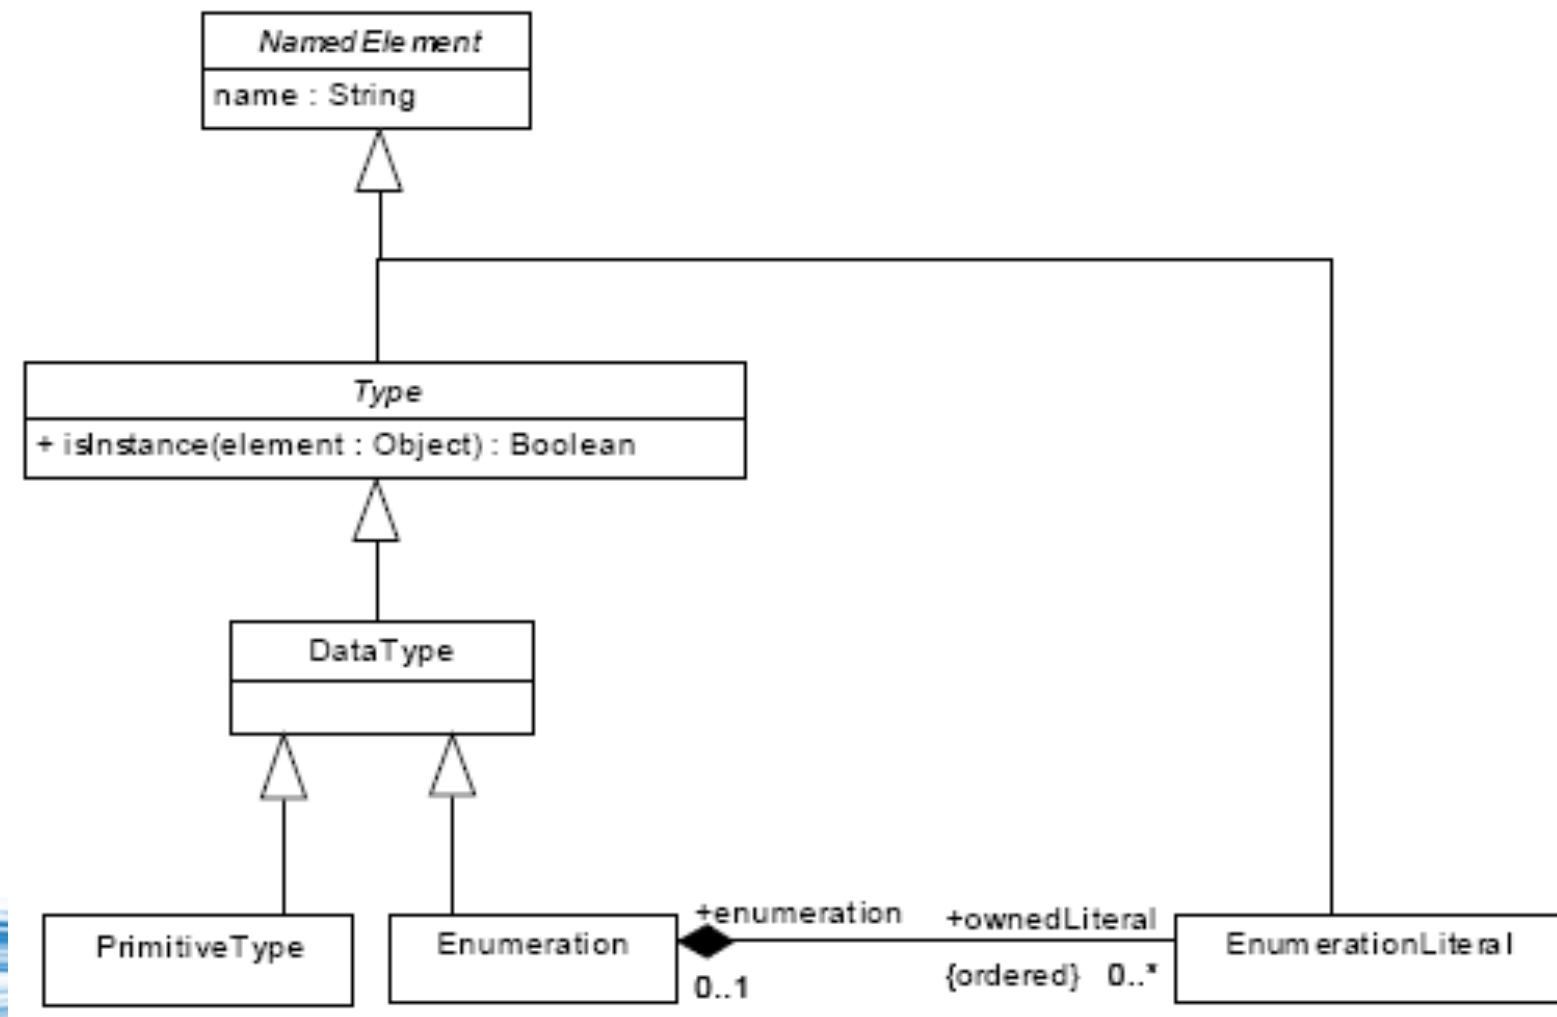 NamedElement
name : String
Type
+ isInstance(element : Object) : Boolean
DataType
PrimitiveType
Enumeration
+enumeration
0..1
+ownedLiteral
{ordered} 0..*
EnumerationLiteral